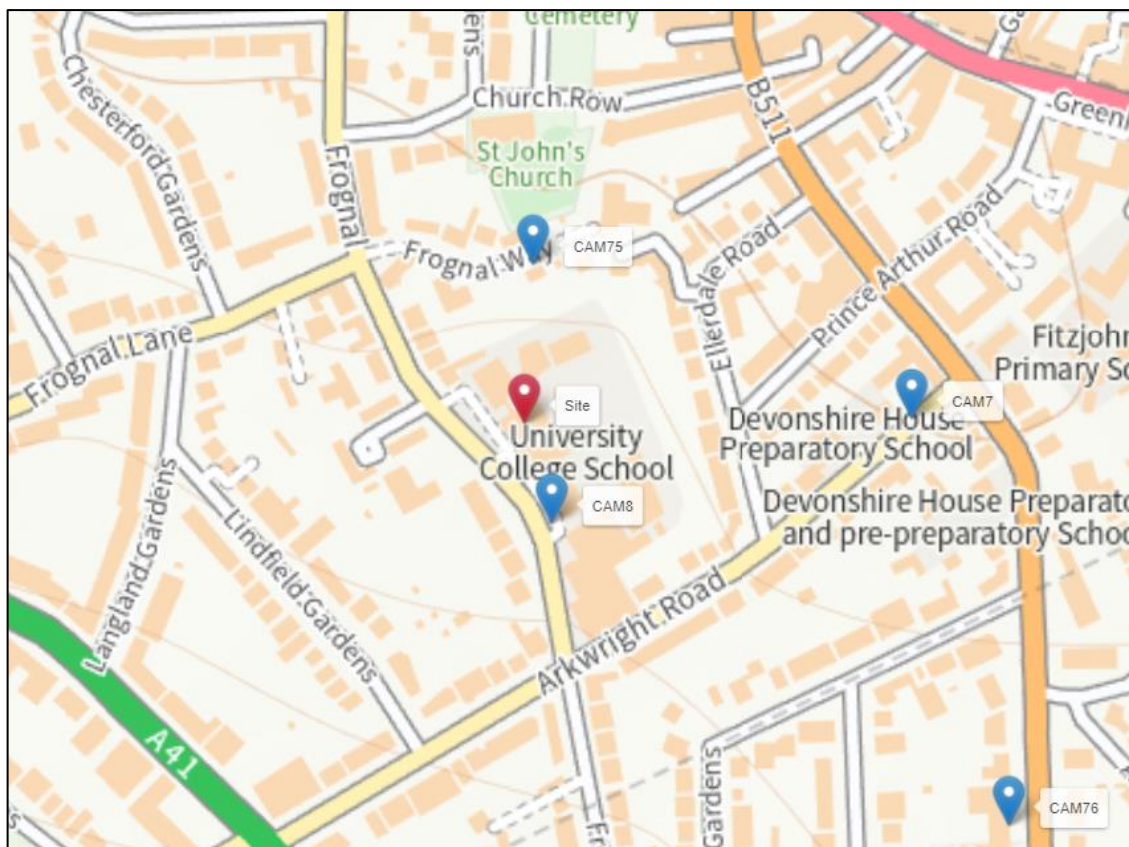 Cemetery
Chesterford Gardens
ens
Church Row
B511
Greenh
Frognal
St John's
Church
Frognal Way
CAM75
Ellerdale Road
Prince Arthur Road
Frognal Lane
Fitzjohn
Primary Sc
Site
CAM7
University
College School
Devonshire House
Preparatory School
CAM8
Devonshire House Preparato
and pre-preparatory Schoo
Langland Gardens
Lindfield Gardens
Arkwright Road
A41
Gardens
CAM76
Fr
s